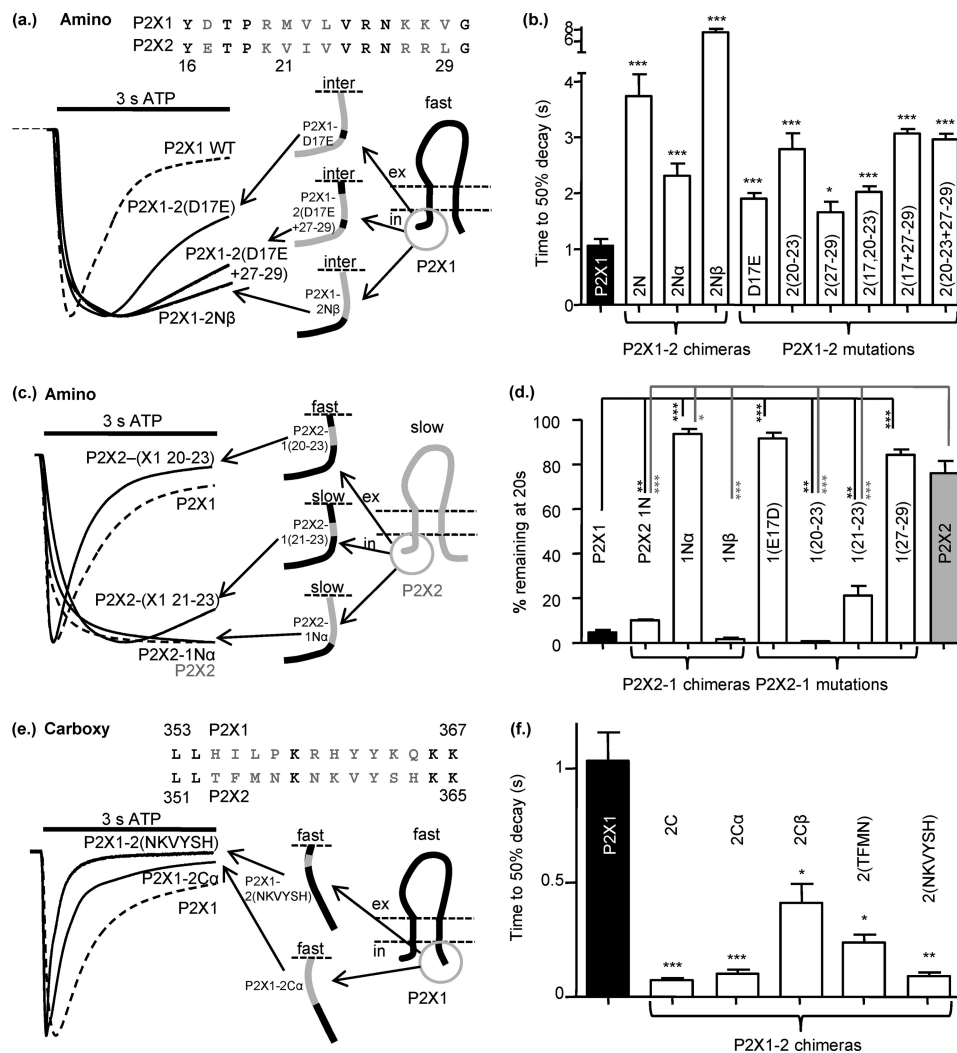 (a.) Amino
P2X1 Y D T P R M V L V R N K K V G
P2X2 Y E T P K V I V V R N R R L G
16 21 29
3 s ATP
P2X1 WT
P2X1-2(D17E)
P2X1-2(D17E
+27-29)
P2X1-2Nβ
inter
P2X1-
D17E
inter
P2X1-
2(D17E
+27-29)
inter
P2X1-
2Nβ
fast
ex
in
P2X1
(b.)
Time to 50% decay (s)
8
6
4
3
2
1
0
P2X1
2N
2Nα
2Nβ
D17E
2(20-23)
2(27-29)
2(17,20-23)
2(17+27-29)
2(20-23+27-29)
***
***
***
***
***
*
***
***
***
P2X1-2 chimeras
P2X1-2 mutations
(c.) Amino
3 s ATP
P2X2–(X1 20-23)
P2X1
P2X2-(X1 21-23)
P2X2-1Nα
P2X2
fast
P2X2-
1(20-23)
slow
P2X2-
1(21-23)
slow
P2X2-
1Nα
slow
ex
in
P2X2
(d.)
% remaining at 20s
100
80
60
40
20
0
P2X1
P2X2 1N
1Nα
1Nβ
1(E17D)
1(20-23)
1(21-23)
1(27-29)
P2X2
**
***
***
*
***
***
**
***
**
***
***
P2X2-1 chimeras
P2X2-1 mutations
(e.) Carboxy
353 P2X1 367
L L H I L P K R H Y Y K Q K K
L L T F M N K N K V Y S H K K
351 P2X2 365
3 s ATP
P2X1-2(NKVYSH)
P2X1-2Cα
P2X1
fast
P2X1-
2(NKVYSH)
fast
P2X1-2Cα
fast
ex
in
P2X1
(f.)
Time to 50% decay (s)
1
0.5
0
P2X1
2C
2Cα
2Cβ
2(TFMN)
2(NKVYSH)
***
***
*
*
**
P2X1-2 chimeras